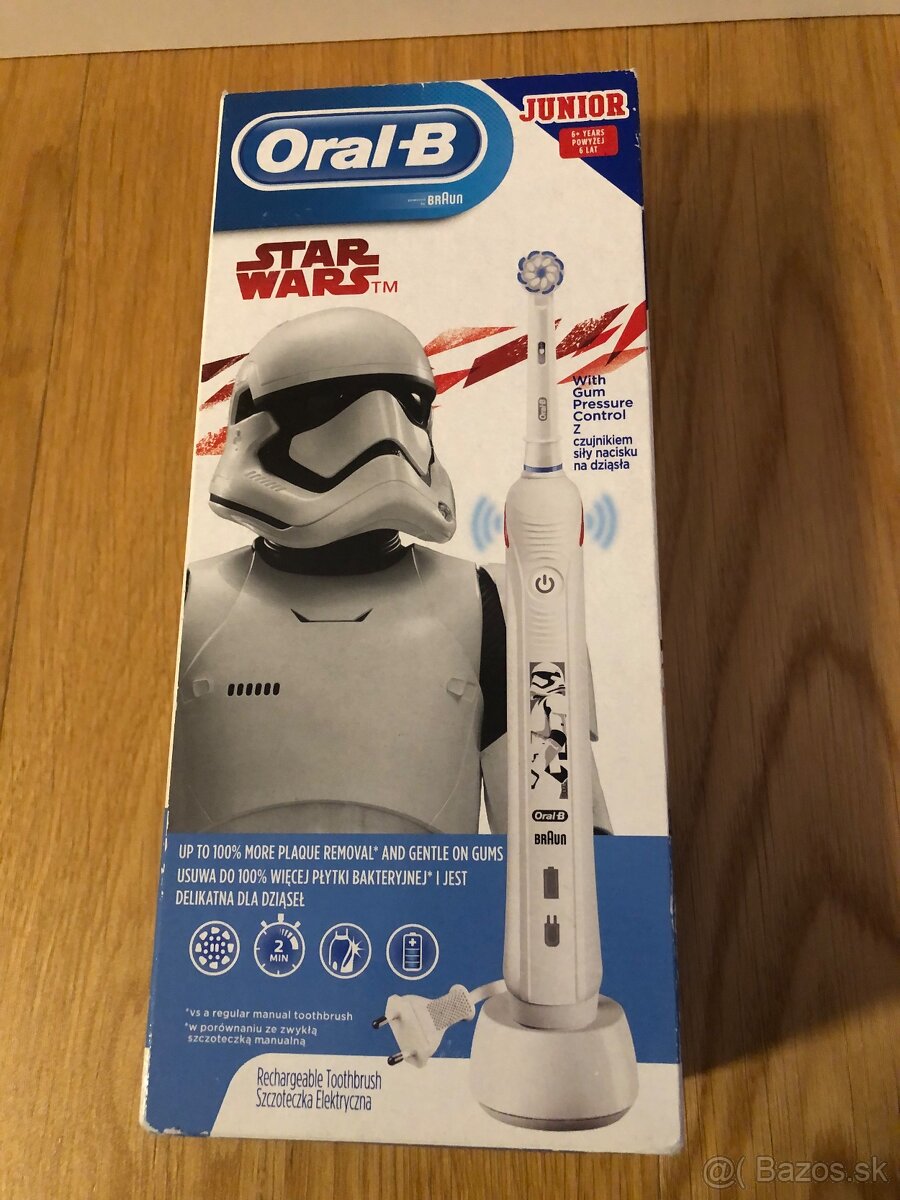 Oral-B
powered by BRAUN
JUNIOR
6+ YEARS
POWYŻEJ
6 LAT
STAR
WARS™
With
Gum
Pressure
Control
Z
czujnikiem
siły nacisku
na dziąsła
Oral-B
Oral-B
BRAUN
UP TO 100% MORE PLAQUE REMOVAL* AND GENTLE ON GUMS
USUWA DO 100% WIĘCEJ PŁYTKI BAKTERYJNEJ* I JEST
DELIKATNA DLA DZIĄSEŁ
2
MIN
*vs a regular manual toothbrush
*w porównaniu ze zwykłą
szczoteczką manualną
Rechargeable Toothbrush
Szczoteczka Elektryczna
@( Bazos.sk